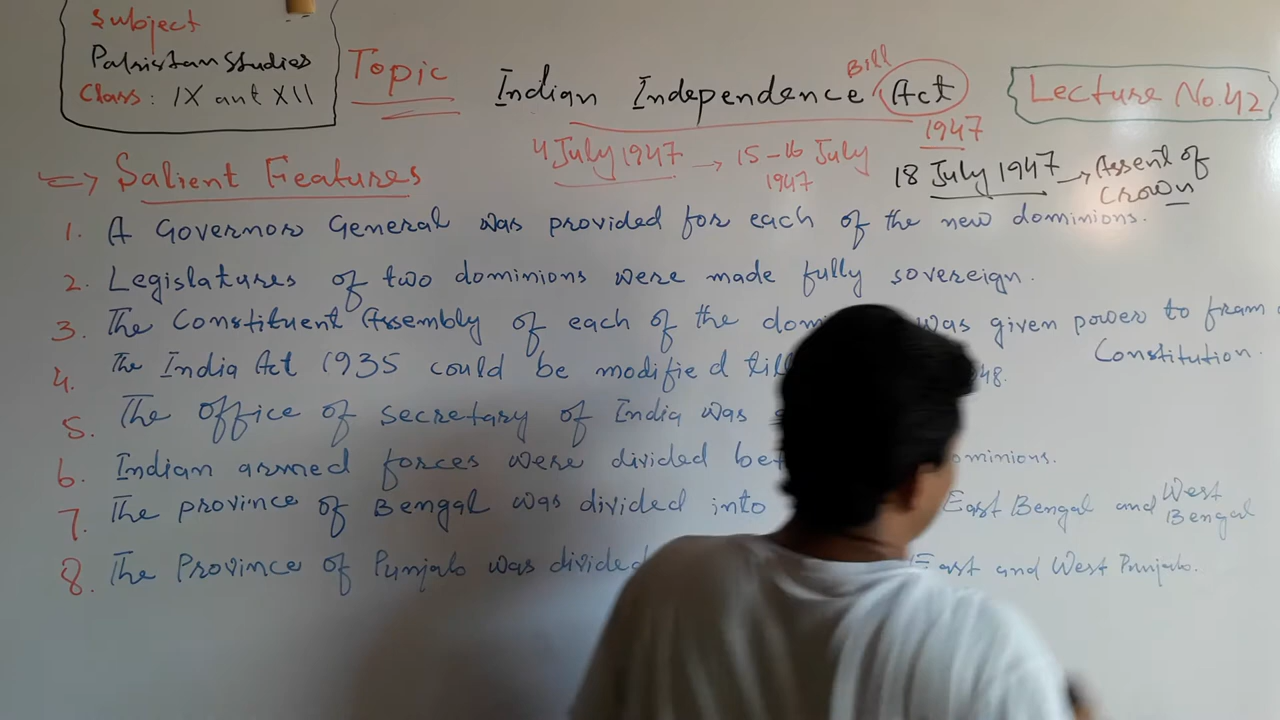 Subject
Pakistan Studies
Class: IX ant XII
Topic
Indian Independence Bill Act
1947
Lecture No.42
4 July 1947 → 15-16 July
1947
18 July 1947 → Assent of
Crown
Salient Features
1. A Governor General was provided for each of the new dominions.
2. Legislatures of two dominions were made fully sovereign.
3. The Constituent Assembly of each of the was given power to fram
Constitution.
4. The India Act 1935 could be modified till 48.
5. The office of secretary of India was
6. Indian armed forces were divided ominions.
7. The province of Bengal was divided into East Bengal and West
Bengal
8. The Province of Punjab was divided East and West Punjab.